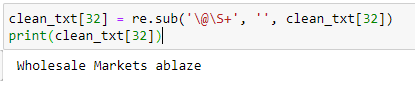 clean_txt[32] = re.sub('\@\S+', '', clean_txt[32])
print(clean_txt[32])
Wholesale Markets ablaze